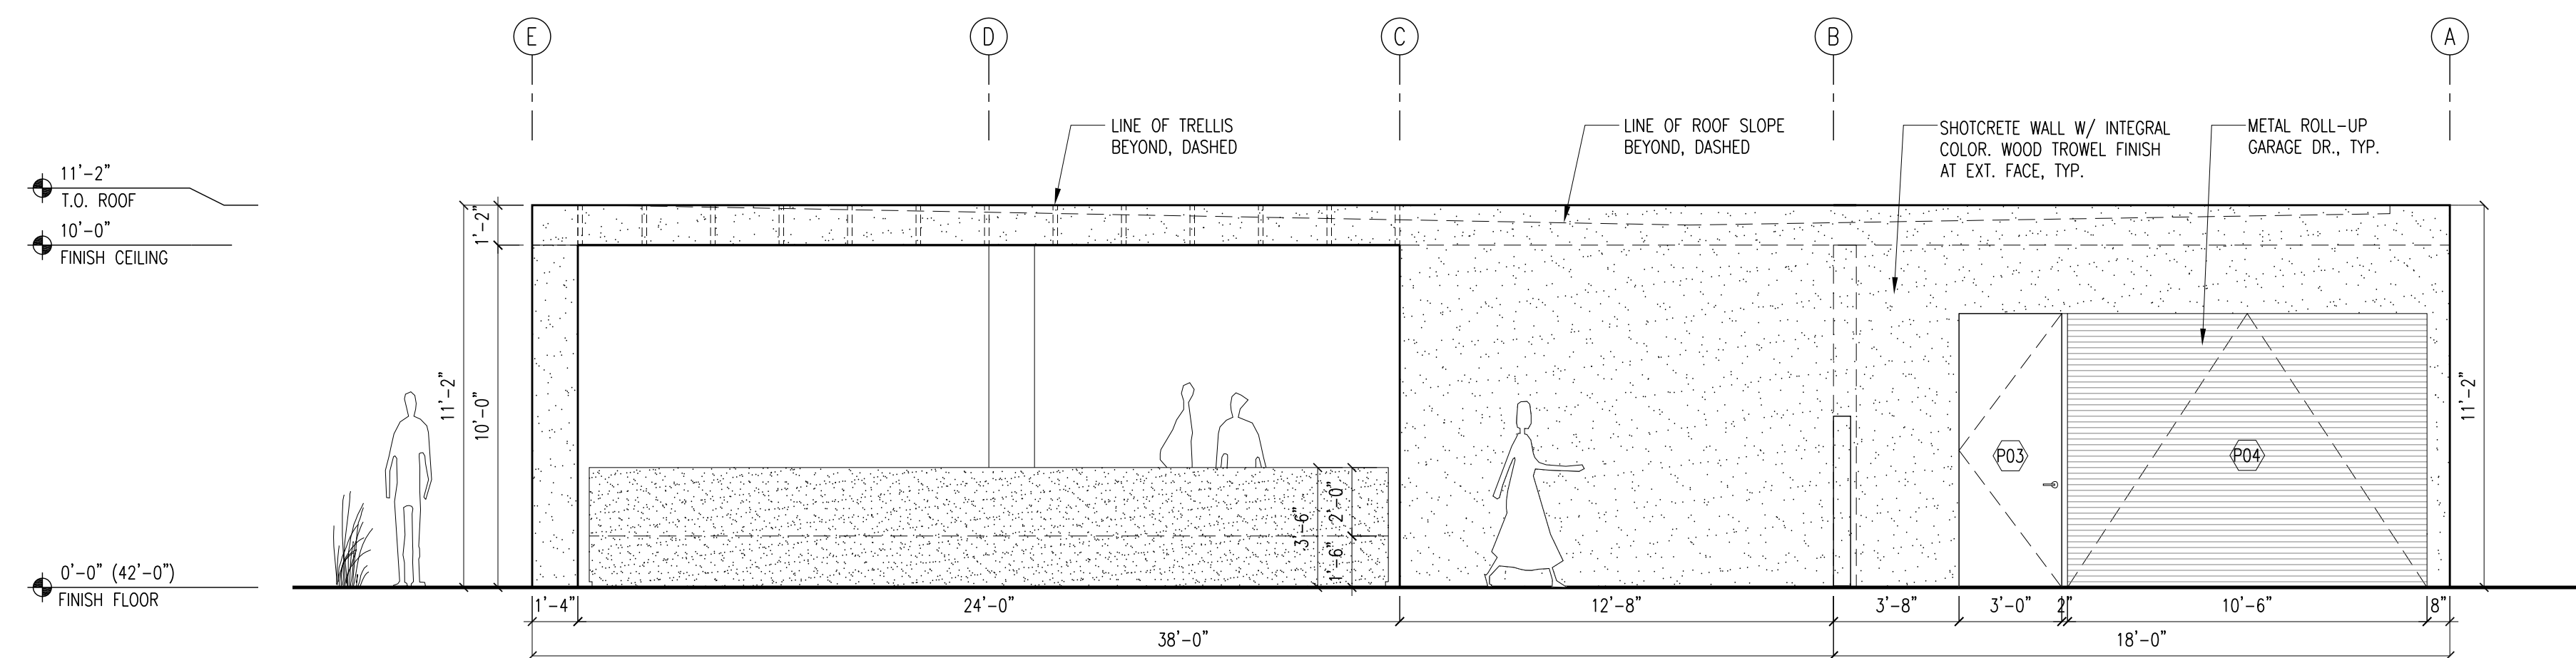 E
D
C
B
A
LINE OF TRELLIS
BEYOND, DASHED
LINE OF ROOF SLOPE
BEYOND, DASHED
SHOTCRETE WALL W/ INTEGRAL
COLOR. WOOD TROWEL FINISH
AT EXT. FACE, TYP.
METAL ROLL-UP
GARAGE DR., TYP.
11'-2"
T.O. ROOF
10'-0"
FINISH CEILING
0'-0" (42'-0")
FINISH FLOOR
1'-2"
11'-2"
10'-0"
3'-6"
2'-0"
1'-6"
P03
P04
11'-2"
1'-4"
24'-0"
12'-8"
3'-8"
3'-0"
2"
10'-6"
8"
38'-0"
18'-0"